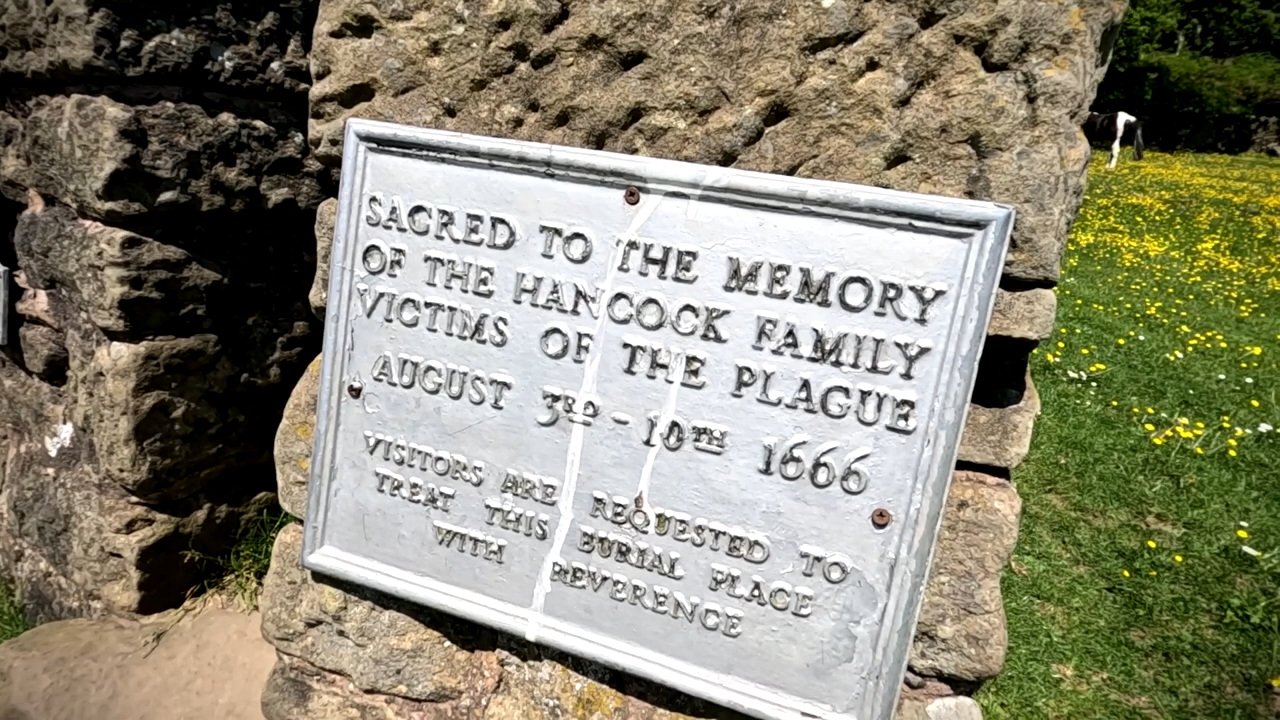 SACRED TO THE MEMORY
OF THE HANCOCK FAMILY
VICTIMS OF THE PLAGUE
AUGUST 3RD - 10TH 1666
VISITORS ARE REQUESTED TO
TREAT THIS BURIAL PLACE
WITH REVERENCE